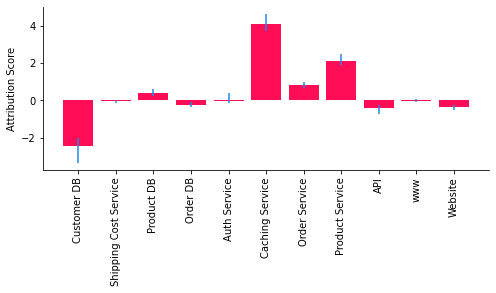 Attribution Score
4
2
0
−2
Customer DB
Shipping Cost Service
Product DB
Order DB
Auth Service
Caching Service
Order Service
Product Service
API
www
Website